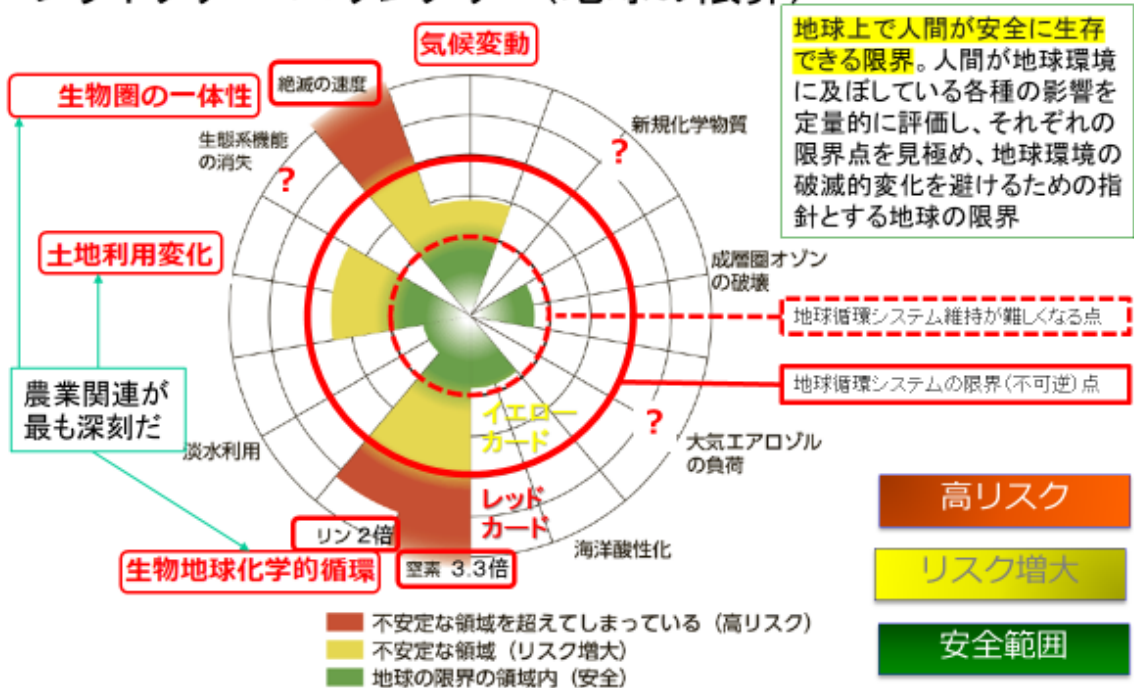 気候変動
地球上で人間が安全に生存
できる限界。人間が地球環境
に及ぼしている各種の影響を
定量的に評価し、それぞれの
限界点を見極め、地球環境の
破滅的変化を避けるための指
針とする地球の限界
絶滅の速度
生物圏の一体性
生態系機能
の消失
?
新規化学物質
?
土地利用変化
成層圏オゾン
の破壊
地球循環システム維持が難しくなる点
地球循環システムの限界(不可逆)点
農業関連が
最も深刻だ
イエロー
カード
?
大気エアロゾル
の負荷
淡水利用
レッド
カード
高リスク
リン 2倍
海洋酸性化
生物地球化学的循環
窒素 3.3倍
リスク増大
不安定な領域を超えてしまっている(高リスク)
不安定な領域(リスク増大)
地球の限界の領域内(安全)
安全範囲